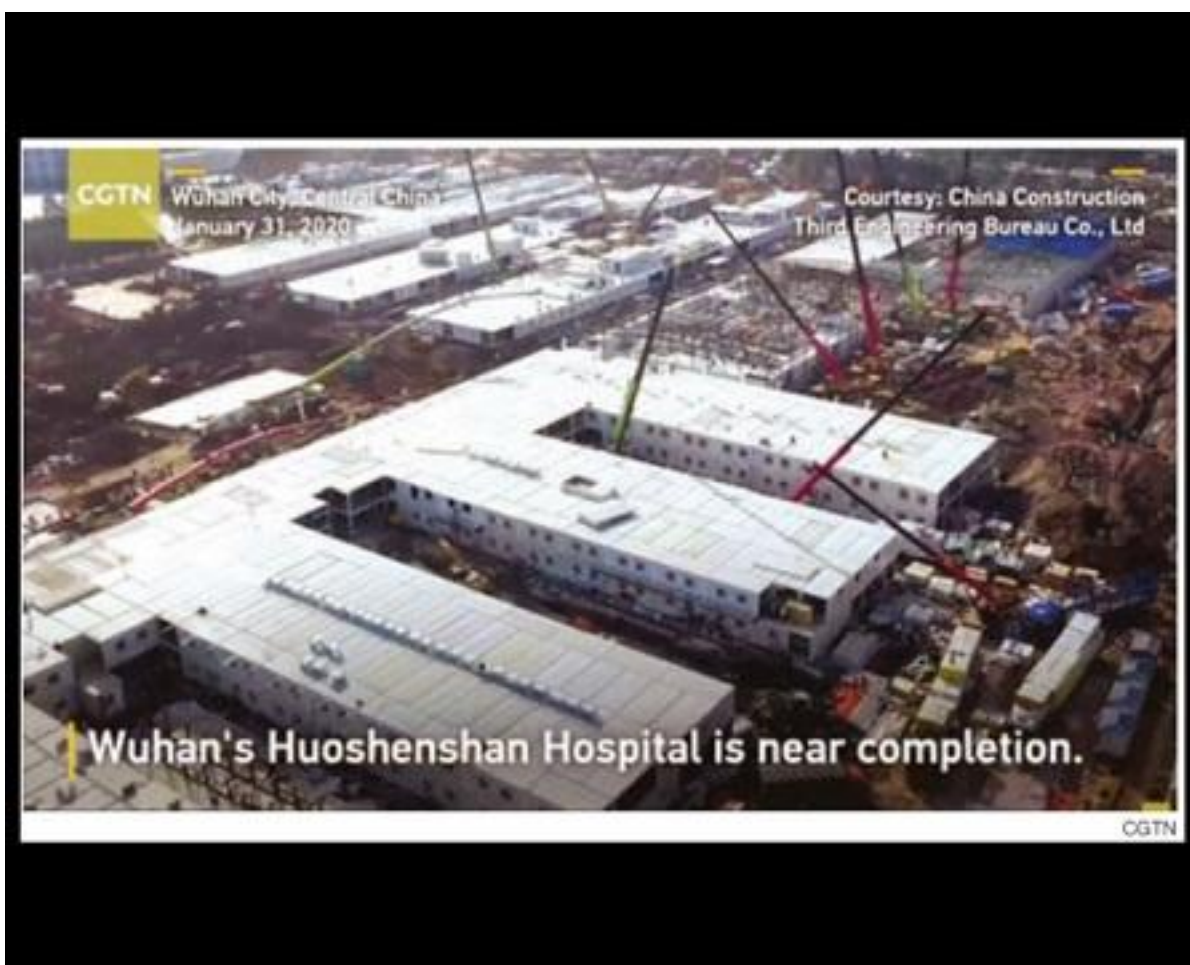 CGTN
Wuhan City, Central China
January 31, 2020
Courtesy: China Construction
Third Engineering Bureau Co., Ltd
Wuhan's Huoshenshan Hospital is near completion.
CGTN